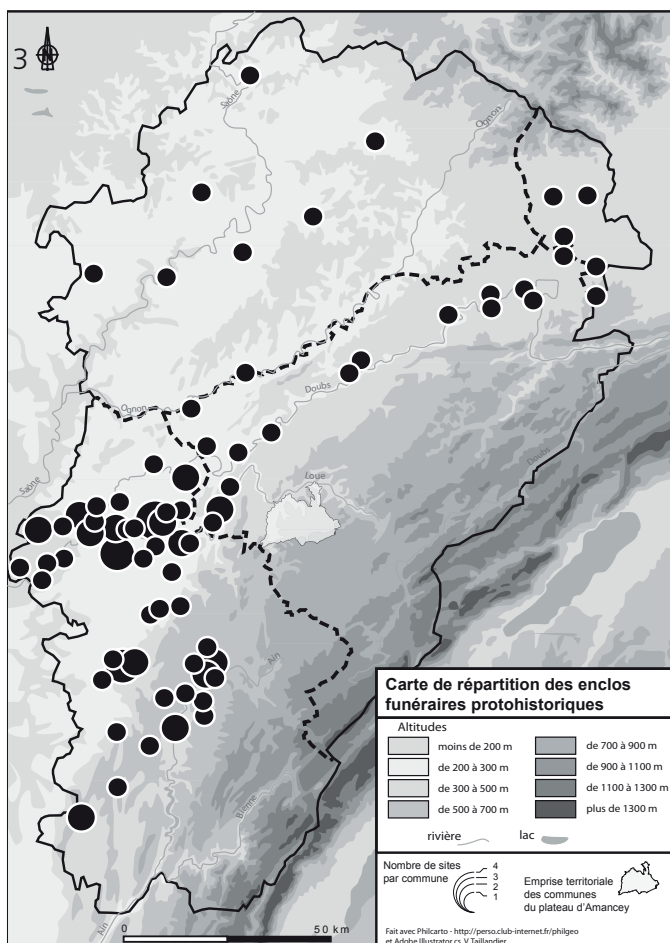 3
Saône
Ognon
Ognon
Doubs
Doubs
Saône
Loue
Ain
Bienne
Ain
Carte de répartition des enclos
funéraires protohistoriques
Altitudes
moins de 200 m
de 200 à 300 m
de 300 à 500 m
de 500 à 700 m
de 700 à 900 m
de 900 à 1100 m
de 1100 à 1300 m
plus de 1300 m
rivière
lac
Nombre de sites
par commune
4
3
2
1
Emprise territoriale
des communes
du plateau d'Amancey
0
50 km
Fait avec Philcarto - http://perso.club-internet.fr/philgeo
et Adobe Illustrator cs V.Taillandier